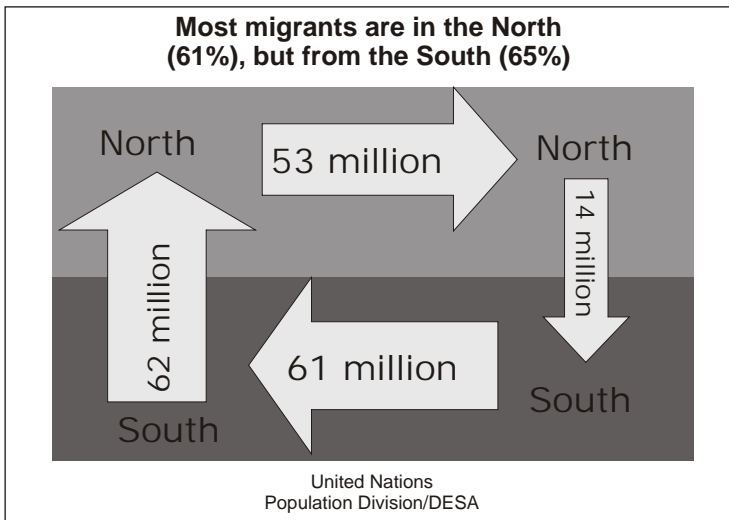 Most migrants are in the North
(61%), but from the South (65%)
North
53 million
North
14 million
62 million
61 million
South
South
United Nations
Population Division/DESA